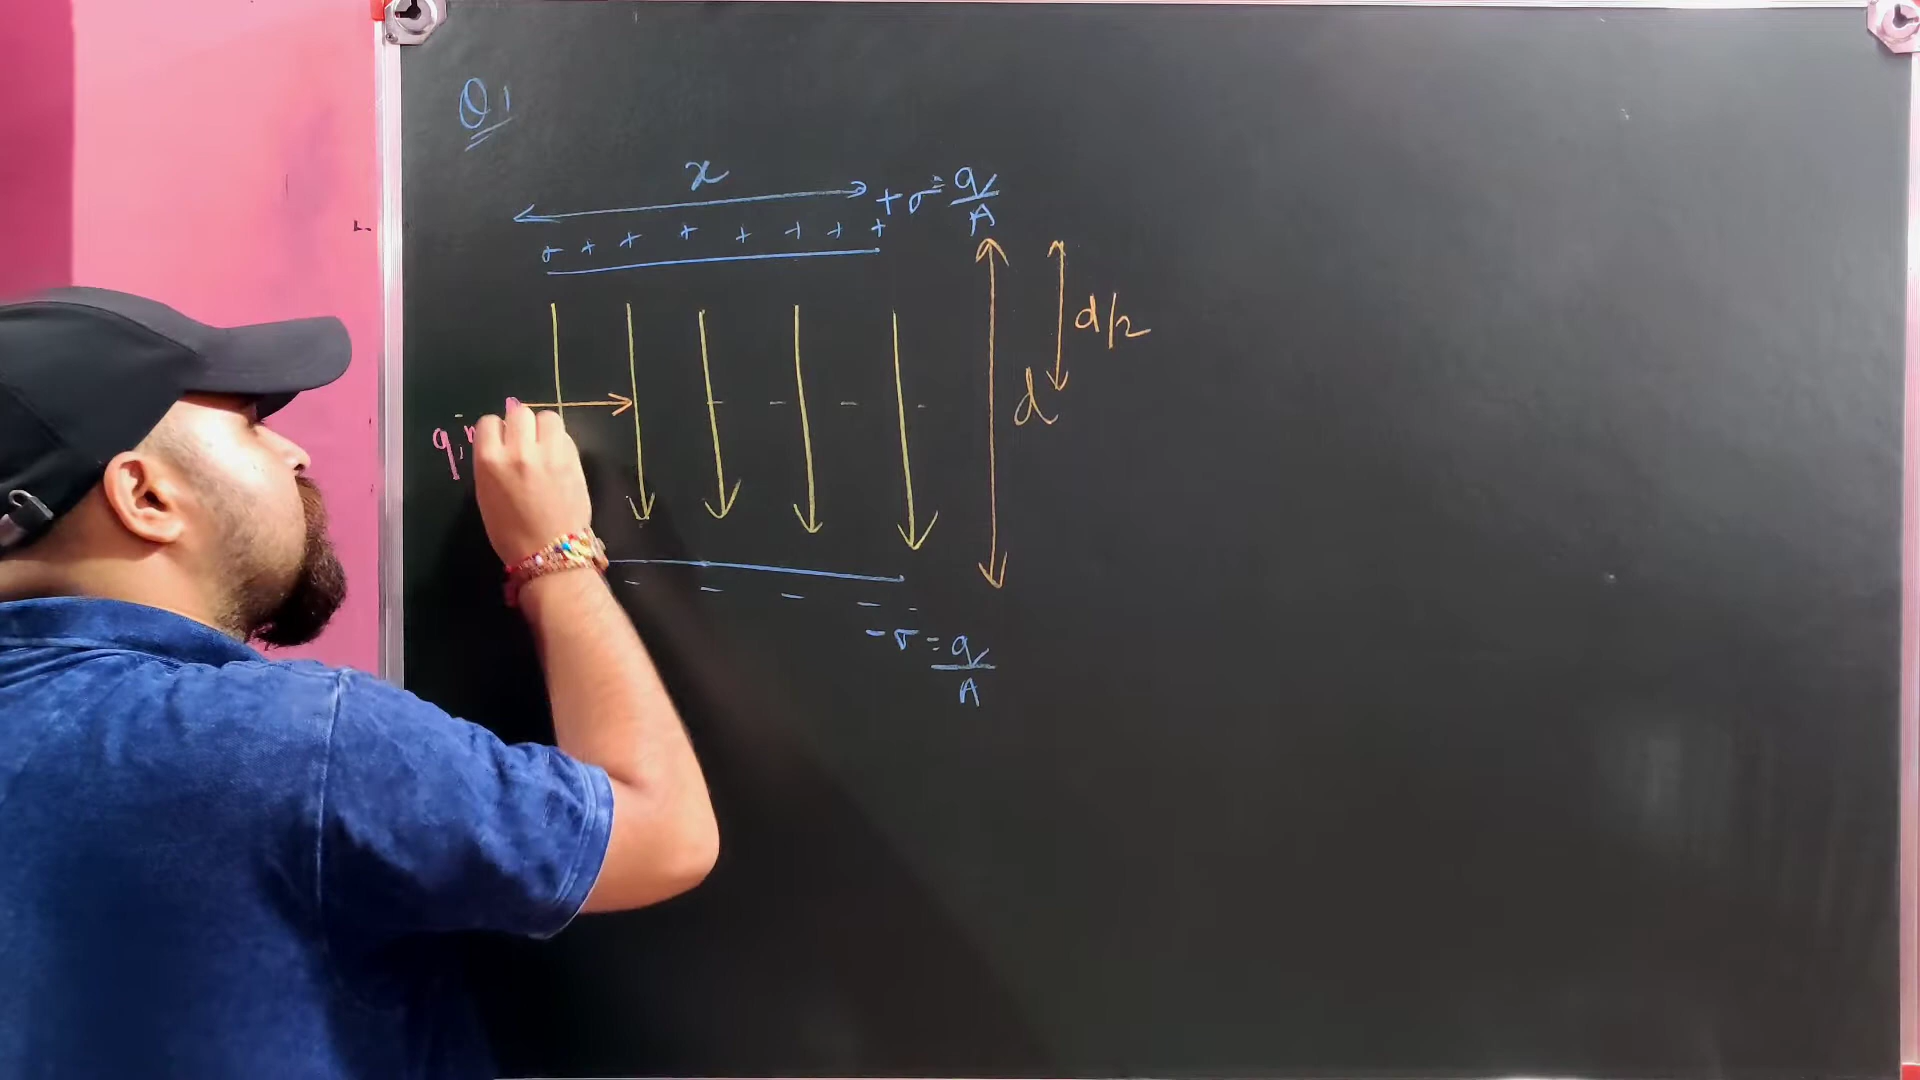 Q1
x
+σ = q/A
+ + + + + + +
d/2
d
q,
- - - - -
-σ = q/A